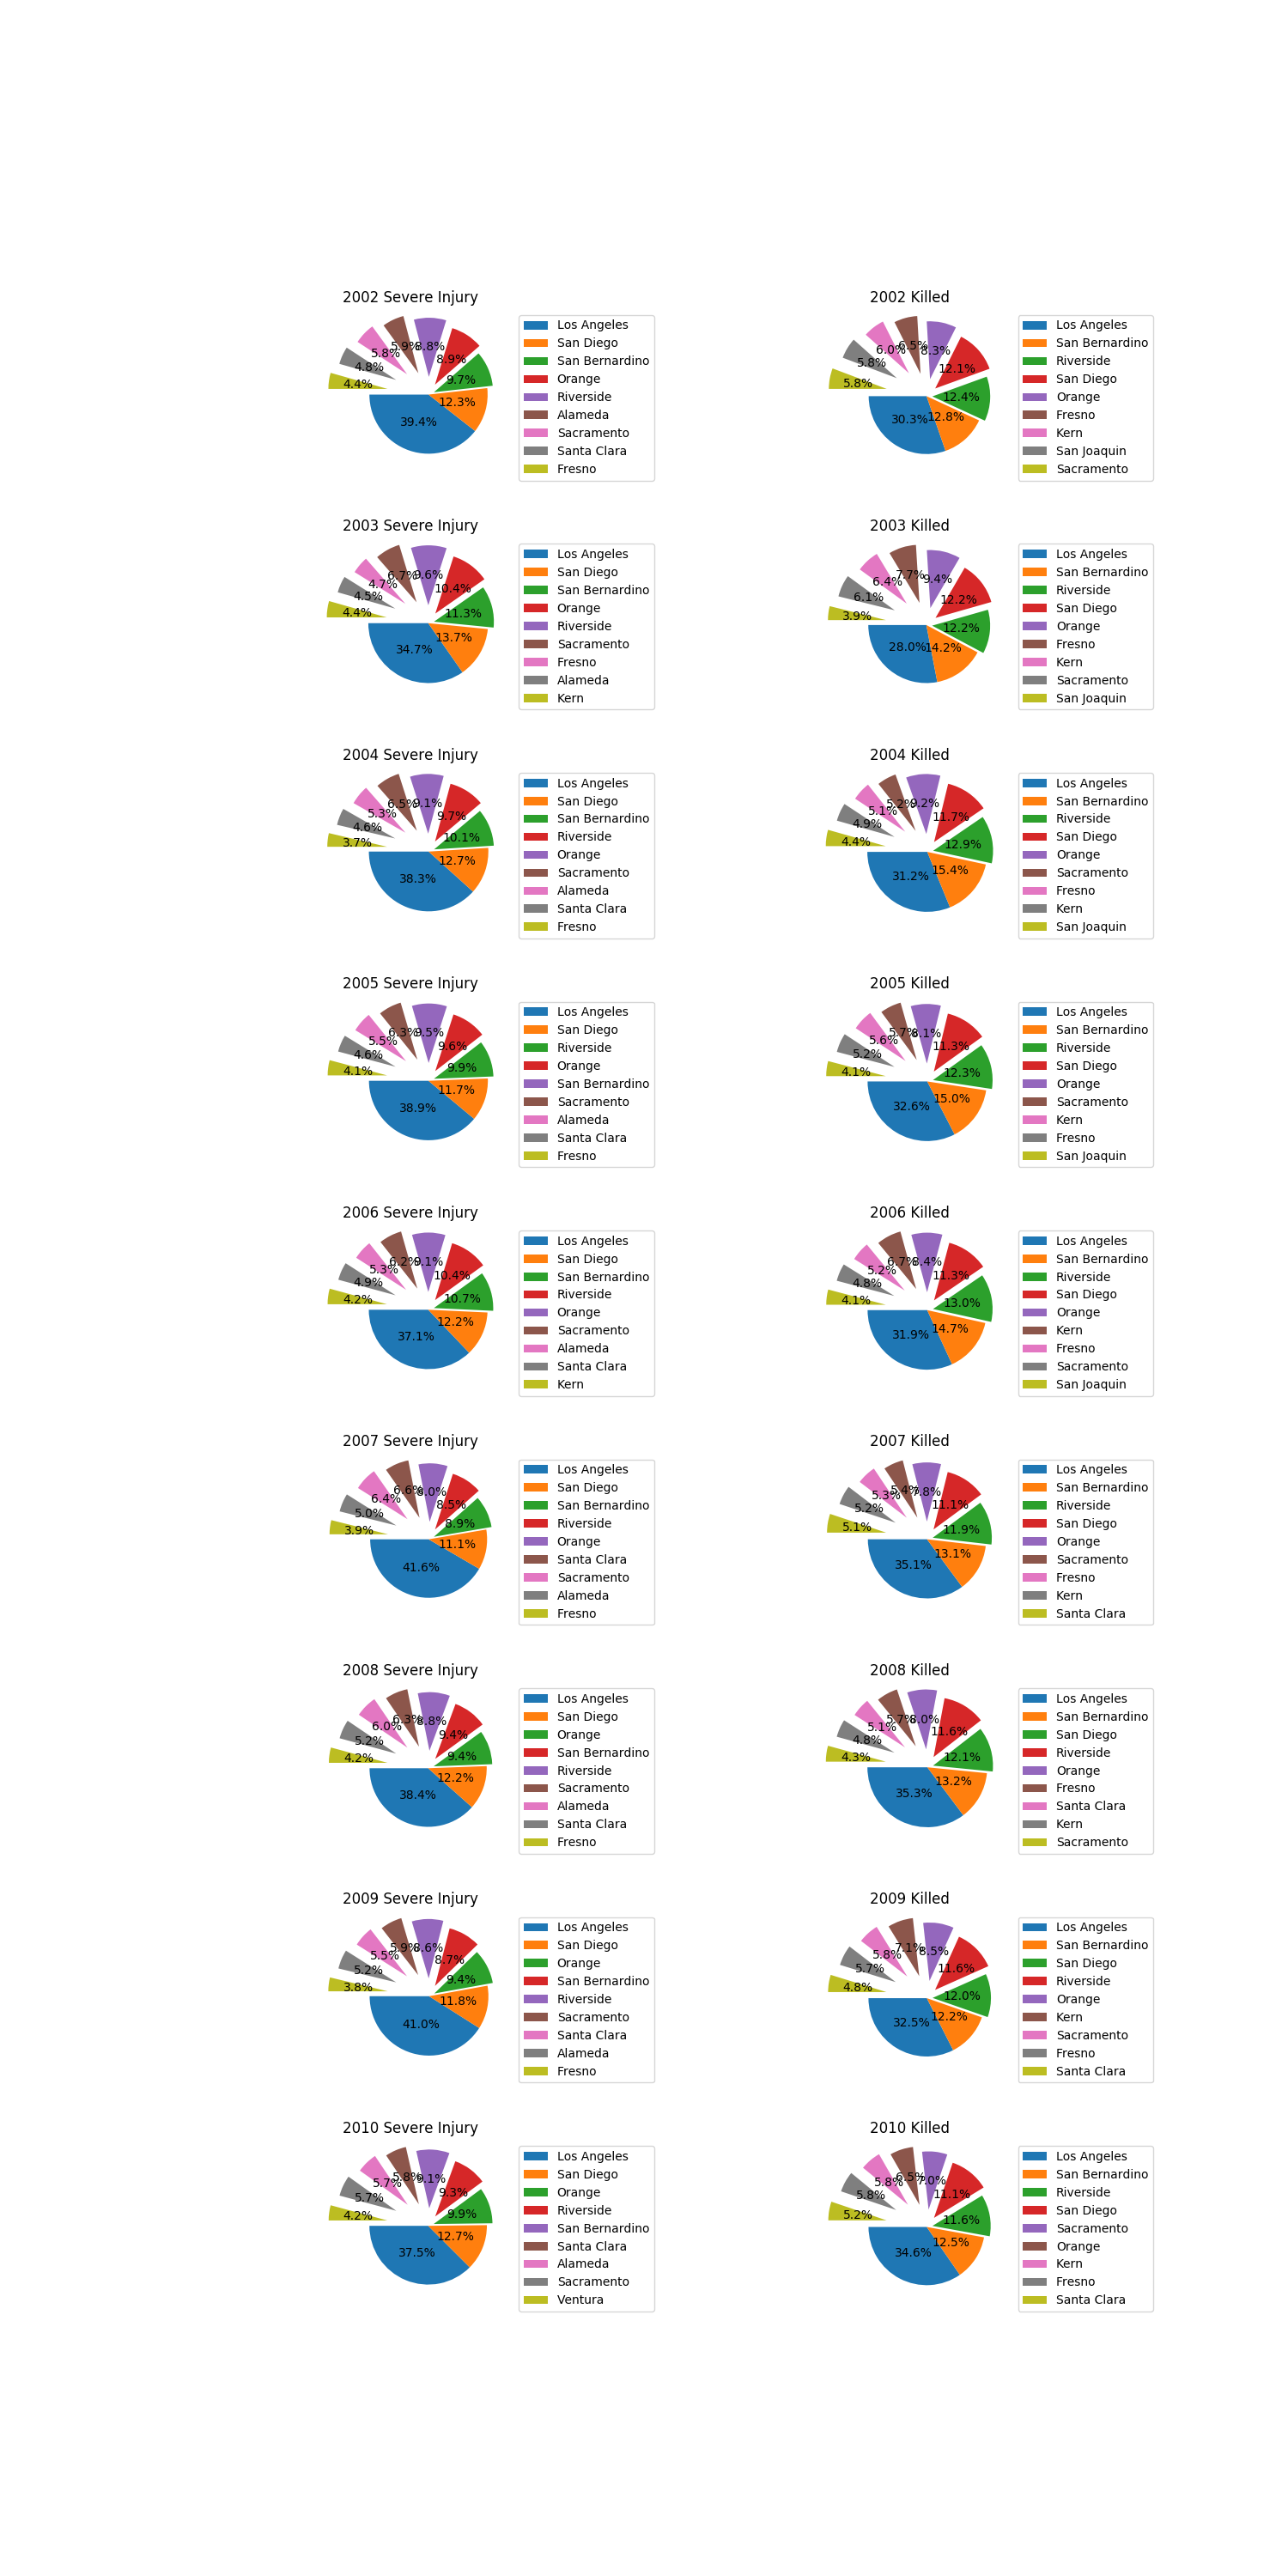 2002 Severe Injury
39.4%
12.3%
9.7%
8.9%
8.8%
5.9%
5.8%
4.8%
4.4%
Los Angeles
San Diego
San Bernardino
Orange
Riverside
Alameda
Sacramento
Santa Clara
Fresno
2002 Killed
30.3%
12.8%
12.4%
12.1%
8.3%
6.5%
6.0%
5.8%
5.8%
Los Angeles
San Bernardino
Riverside
San Diego
Orange
Fresno
Kern
San Joaquin
Sacramento
2003 Severe Injury
34.7%
13.7%
11.3%
10.4%
9.6%
6.7%
4.7%
4.5%
4.4%
Los Angeles
San Diego
San Bernardino
Orange
Riverside
Sacramento
Fresno
Alameda
Kern
2003 Killed
28.0%
14.2%
12.2%
12.2%
9.4%
7.7%
6.4%
6.1%
3.9%
Los Angeles
San Bernardino
Riverside
San Diego
Orange
Fresno
Kern
Sacramento
San Joaquin
2004 Severe Injury
38.3%
12.7%
10.1%
9.7%
9.1%
6.5%
5.3%
4.6%
3.7%
Los Angeles
San Diego
San Bernardino
Riverside
Orange
Sacramento
Alameda
Santa Clara
Fresno
2004 Killed
31.2%
15.4%
12.9%
11.7%
9.2%
5.2%
5.1%
4.9%
4.4%
Los Angeles
San Bernardino
Riverside
San Diego
Orange
Sacramento
Fresno
Kern
San Joaquin
2005 Severe Injury
38.9%
11.7%
9.9%
9.6%
9.5%
6.3%
5.5%
4.6%
4.1%
Los Angeles
San Diego
Riverside
Orange
San Bernardino
Sacramento
Alameda
Santa Clara
Fresno
2005 Killed
32.6%
15.0%
12.3%
11.3%
8.1%
5.7%
5.6%
5.2%
4.1%
Los Angeles
San Bernardino
Riverside
San Diego
Orange
Sacramento
Kern
Fresno
San Joaquin
2006 Severe Injury
37.1%
12.2%
10.7%
10.4%
9.1%
6.2%
5.3%
4.9%
4.2%
Los Angeles
San Diego
San Bernardino
Riverside
Orange
Sacramento
Alameda
Santa Clara
Kern
2006 Killed
31.9%
14.7%
13.0%
11.3%
8.4%
6.7%
5.2%
4.8%
4.1%
Los Angeles
San Bernardino
Riverside
San Diego
Orange
Kern
Fresno
Sacramento
San Joaquin
2007 Severe Injury
41.6%
11.1%
8.9%
8.5%
8.0%
6.6%
6.4%
5.0%
3.9%
Los Angeles
San Diego
San Bernardino
Riverside
Orange
Santa Clara
Sacramento
Alameda
Fresno
2007 Killed
35.1%
13.1%
11.9%
11.1%
7.8%
5.4%
5.3%
5.2%
5.1%
Los Angeles
San Bernardino
Riverside
San Diego
Orange
Sacramento
Fresno
Kern
Santa Clara
2008 Severe Injury
38.4%
12.2%
9.4%
9.4%
8.8%
6.3%
6.0%
5.2%
4.2%
Los Angeles
San Diego
Orange
San Bernardino
Riverside
Sacramento
Alameda
Santa Clara
Fresno
2008 Killed
35.3%
13.2%
12.1%
11.6%
8.0%
5.7%
5.1%
4.8%
4.3%
Los Angeles
San Bernardino
San Diego
Riverside
Orange
Fresno
Santa Clara
Kern
Sacramento
2009 Severe Injury
41.0%
11.8%
9.4%
8.7%
8.6%
5.9%
5.5%
5.2%
3.8%
Los Angeles
San Diego
Orange
San Bernardino
Riverside
Sacramento
Santa Clara
Alameda
Fresno
2009 Killed
32.5%
12.2%
12.0%
11.6%
8.5%
7.1%
5.8%
5.7%
4.8%
Los Angeles
San Bernardino
San Diego
Riverside
Orange
Kern
Sacramento
Fresno
Santa Clara
2010 Severe Injury
37.5%
12.7%
9.9%
9.3%
9.1%
5.8%
5.7%
5.7%
4.2%
Los Angeles
San Diego
Orange
Riverside
San Bernardino
Santa Clara
Alameda
Sacramento
Ventura
2010 Killed
34.6%
12.5%
11.6%
11.1%
7.0%
6.5%
5.8%
5.8%
5.2%
Los Angeles
San Bernardino
Riverside
San Diego
Sacramento
Orange
Kern
Fresno
Santa Clara